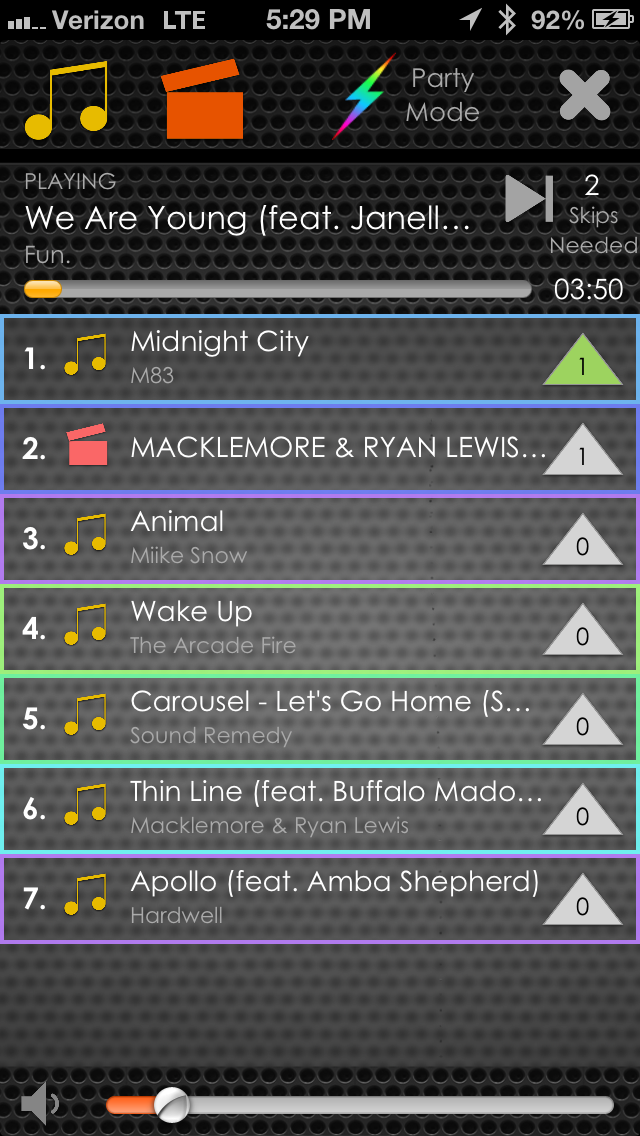 Verizon LTE 5:29 PM 92%
Party
Mode
PLAYING
We Are Young (feat. Janell...
Fun.
2
Skips
Needed
03:50
1. Midnight City 1
M83
2. MACKLEMORE & RYAN LEWIS... 1
3. Animal 0
Miike Snow
4. Wake Up 0
The Arcade Fire
5. Carousel - Let's Go Home (S... 0
Sound Remedy
6. Thin Line (feat. Buffalo Mado... 0
Macklemore & Ryan Lewis
7. Apollo (feat. Amba Shepherd) 0
Hardwell